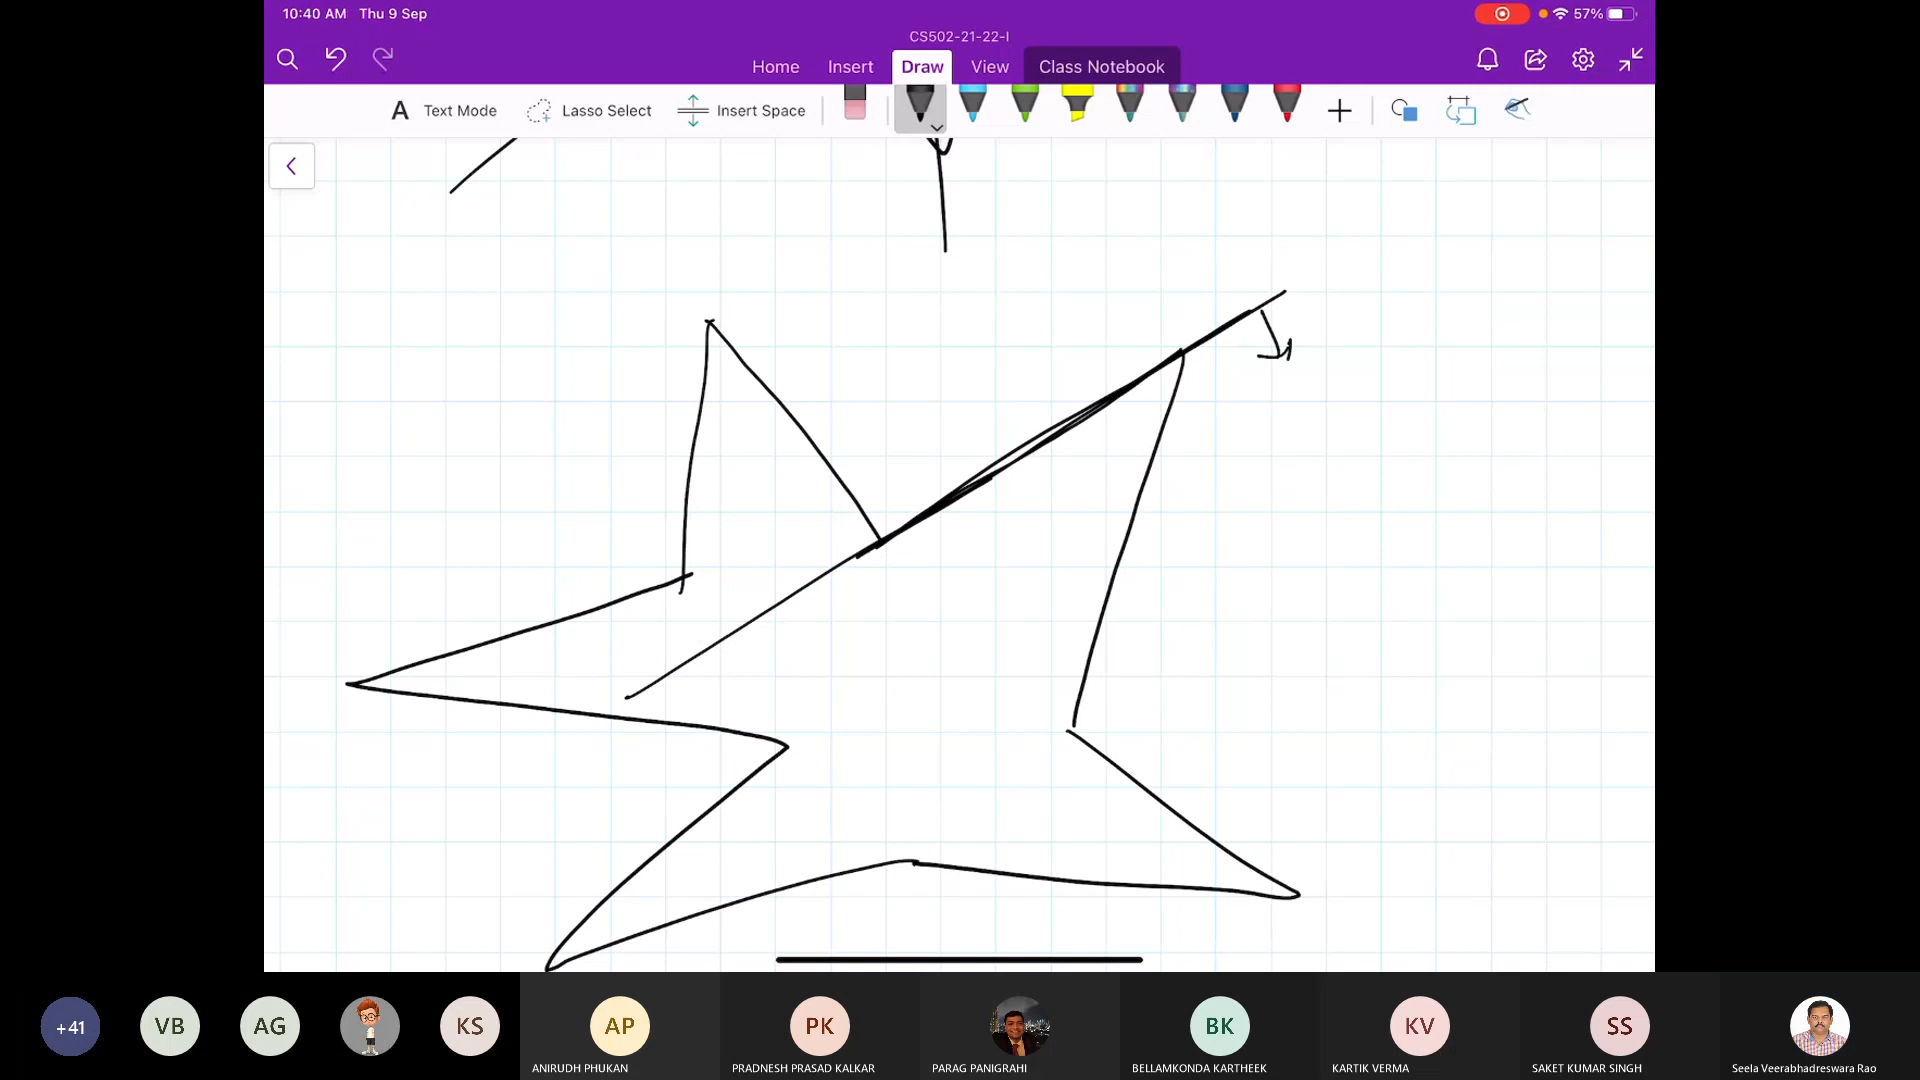 10:40 AM Thu 9 Sep
57%
CS502-21-22-I
Home Insert Draw View Class Notebook
A Text Mode Lasso Select Insert Space
+41 VB AG KS AP PK BK KV SS
ANIRUDH PHUKAN PRADNESH PRASAD KALKAR PARAG PANIGRAHI BELLAMKONDA KARTHEEK KARTIK VERMA SAKET KUMAR SINGH Seela Veerabhadreswara Rao